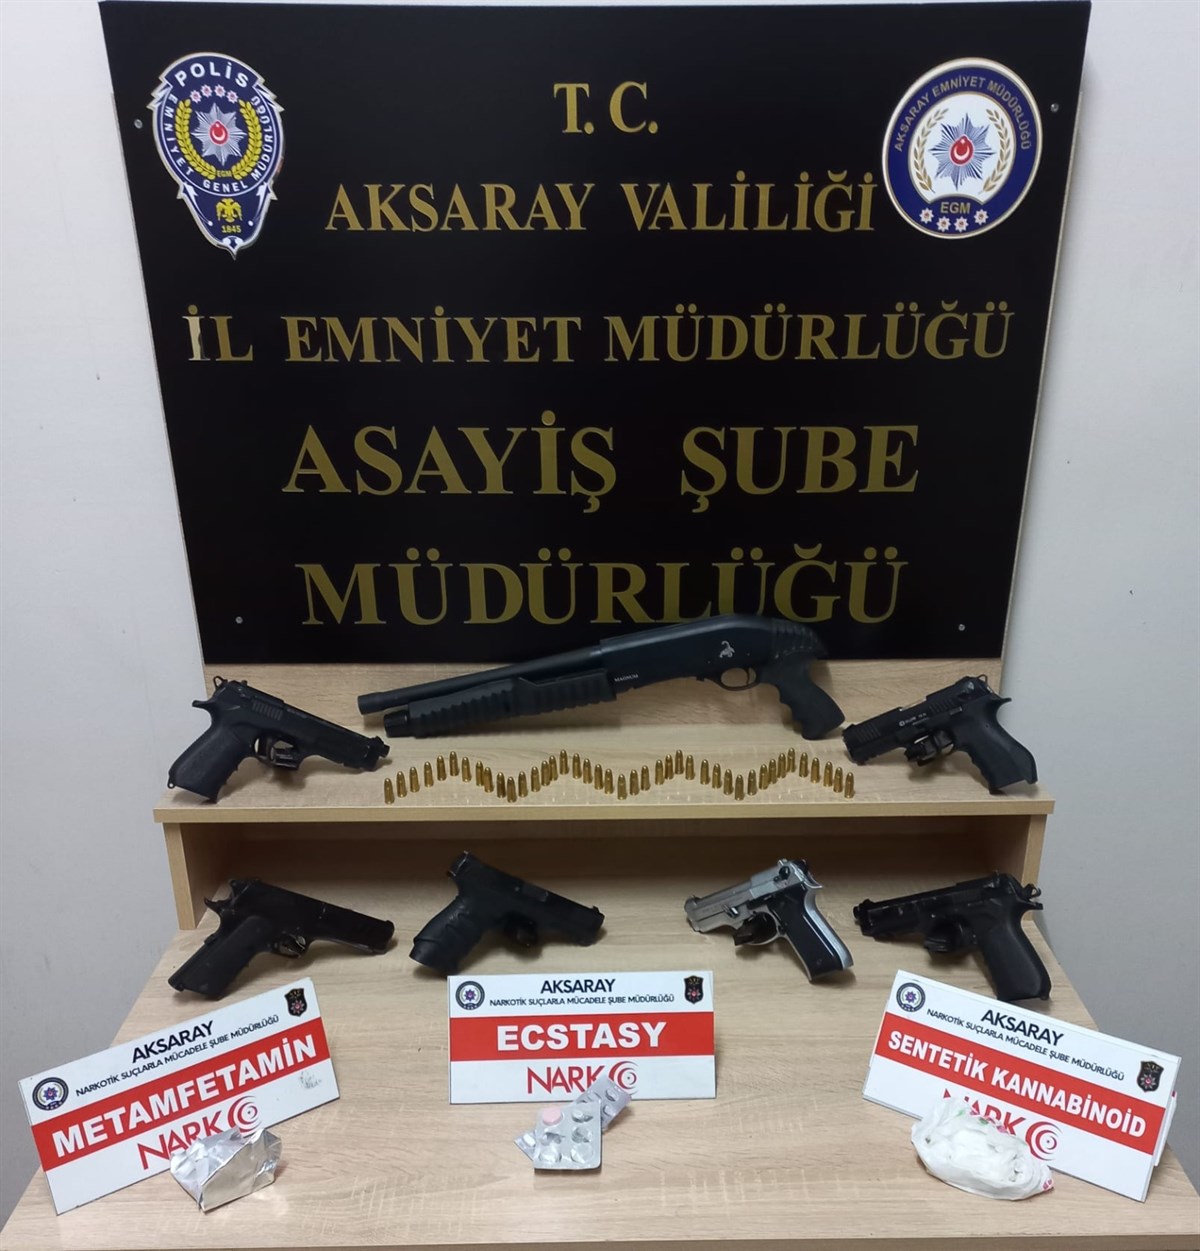 T. C.
AKSARAY VALİLİĞİ
İL EMNİYET MÜDÜRLÜĞÜ
ASAYİŞ ŞUBE
MÜDÜRLÜĞÜ
POLİS
EMNİYET GENEL MÜDÜRLÜĞÜ
EGM
1845
AKSARAY EMNİYET MÜDÜRLÜĞÜ
EGM
MAGNUM
AKSARAY
NARKOTİK SUÇLARLA MÜCADELE ŞUBE MÜDÜRLÜĞÜ
METAMFETAMİN
NARKO
AKSARAY
NARKOTİK SUÇLARLA MÜCADELE ŞUBE MÜDÜRLÜĞÜ
ECSTASY
NARK
AKSARAY
NARKOTİK SUÇLARLA MÜCADELE ŞUBE MÜDÜRLÜĞÜ
SENTETİK KANNABİNOİD
NARK